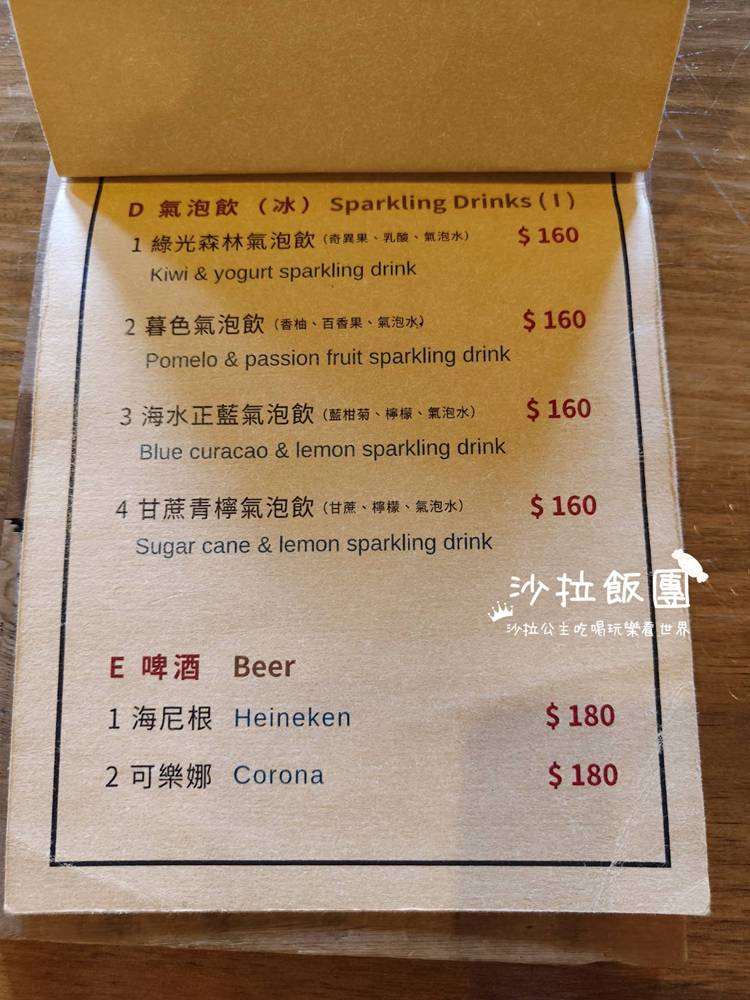 D 氣泡飲（冰） Sparkling Drinks ( I )
1 綠光森林氣泡飲（奇異果、乳酸、氣泡水） $ 160
Kiwi & yogurt sparkling drink
2 暮色氣泡飲（香柚、百香果、氣泡水） $ 160
Pomelo & passion fruit sparkling drink
3 海水正藍氣泡飲（藍柑菊、檸檬、氣泡水） $ 160
Blue curacao & lemon sparkling drink
4 甘蔗青檸氣泡飲（甘蔗、檸檬、氣泡水） $ 160
Sugar cane & lemon sparkling drink
沙拉飯團
沙拉公主吃喝玩樂看世界
E 啤酒 Beer
1 海尼根 Heineken $ 180
2 可樂娜 Corona $ 180